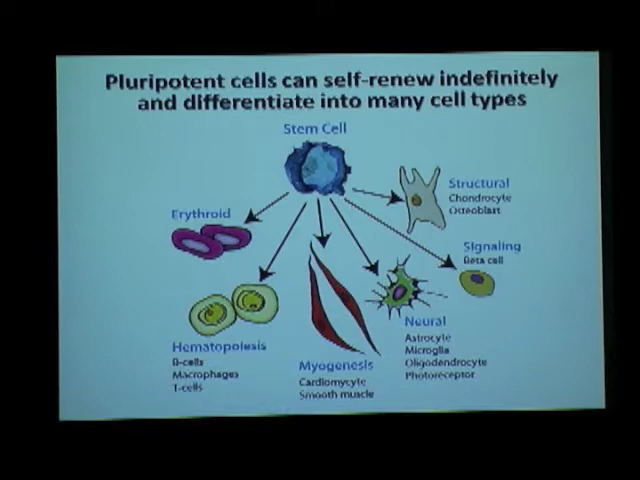 Pluripotent cells can self-renew indefinitely
and differentiate into many cell types
Stem Cell
Structural
Chondrocyte
Osteoblast
Erythroid
Signaling
Beta cell
Neural
Astrocyte
Microglia
Oligodendrocyte
Photoreceptor
Hematopoiesis
B-cells
Macrophages
T-cells
Myogenesis
Cardiomycyte
Smooth muscle